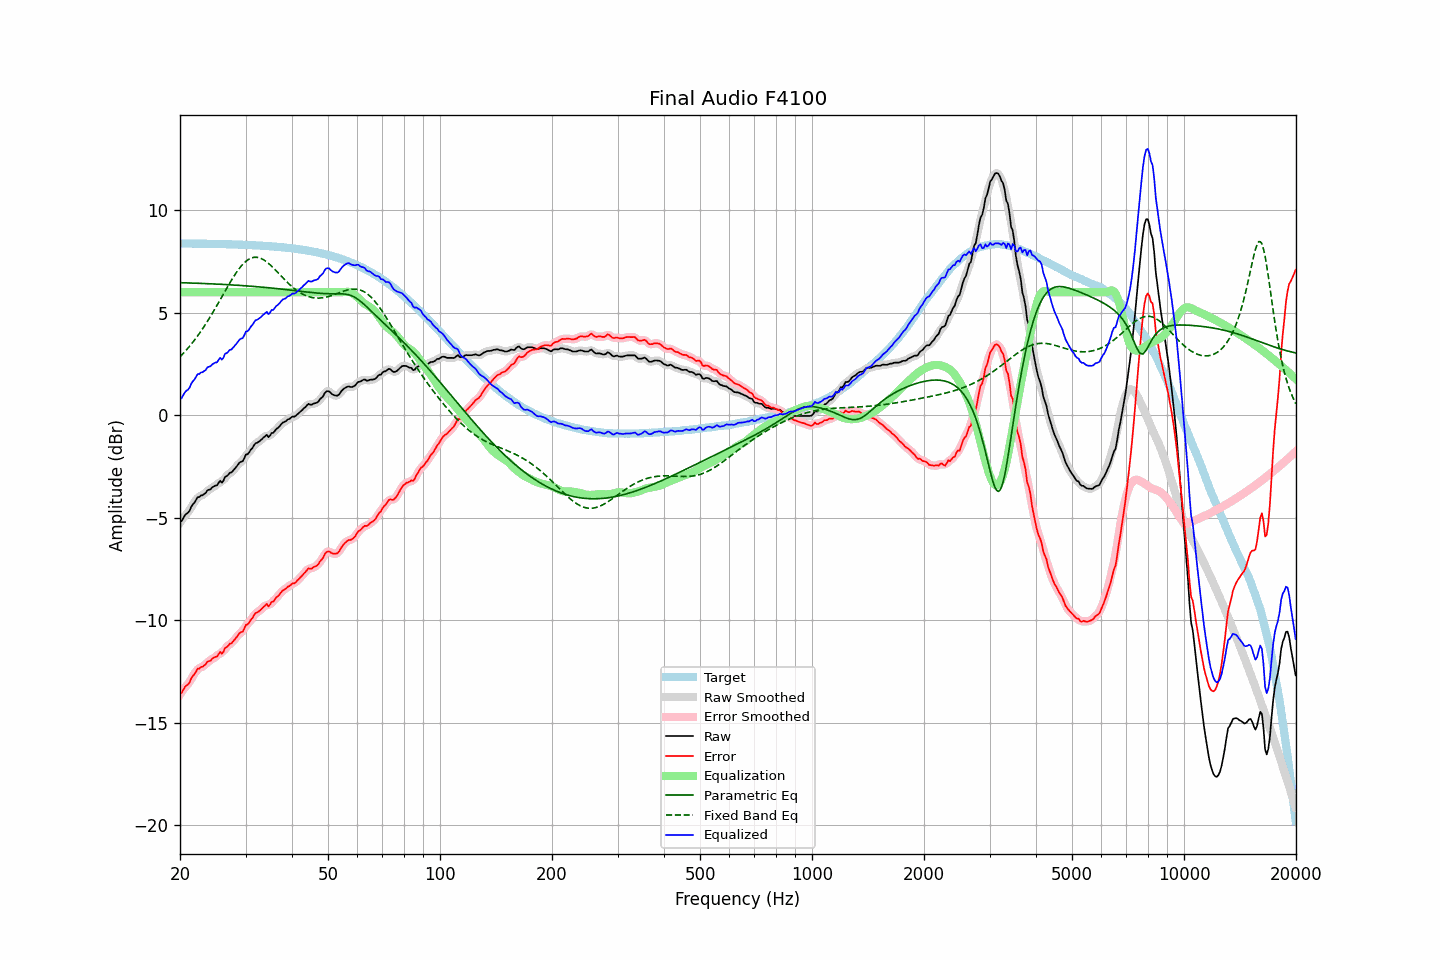 Final Audio F4100
Amplitude (dBr)
10
5
0
−5
−10
−15
−20
Target
Raw Smoothed
Error Smoothed
Raw
Error
Equalization
Parametric Eq
Fixed Band Eq
Equalized
20 50 100 200 500 1000 2000 5000 10000 20000
Frequency (Hz)